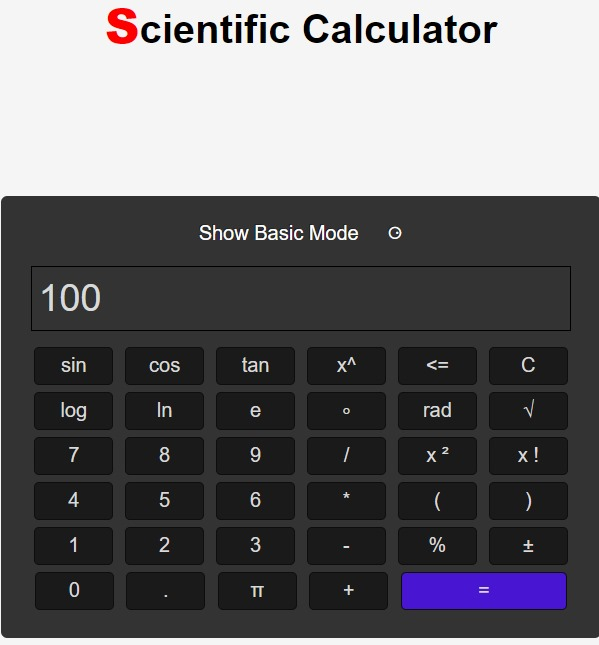 Scientific Calculator
Show Basic Mode
100
sin cos tan x^ <= C
log ln e ∘ rad √
7 8 9 / x ² x !
4 5 6 * ( )
1 2 3 - % ±
0 . π + =